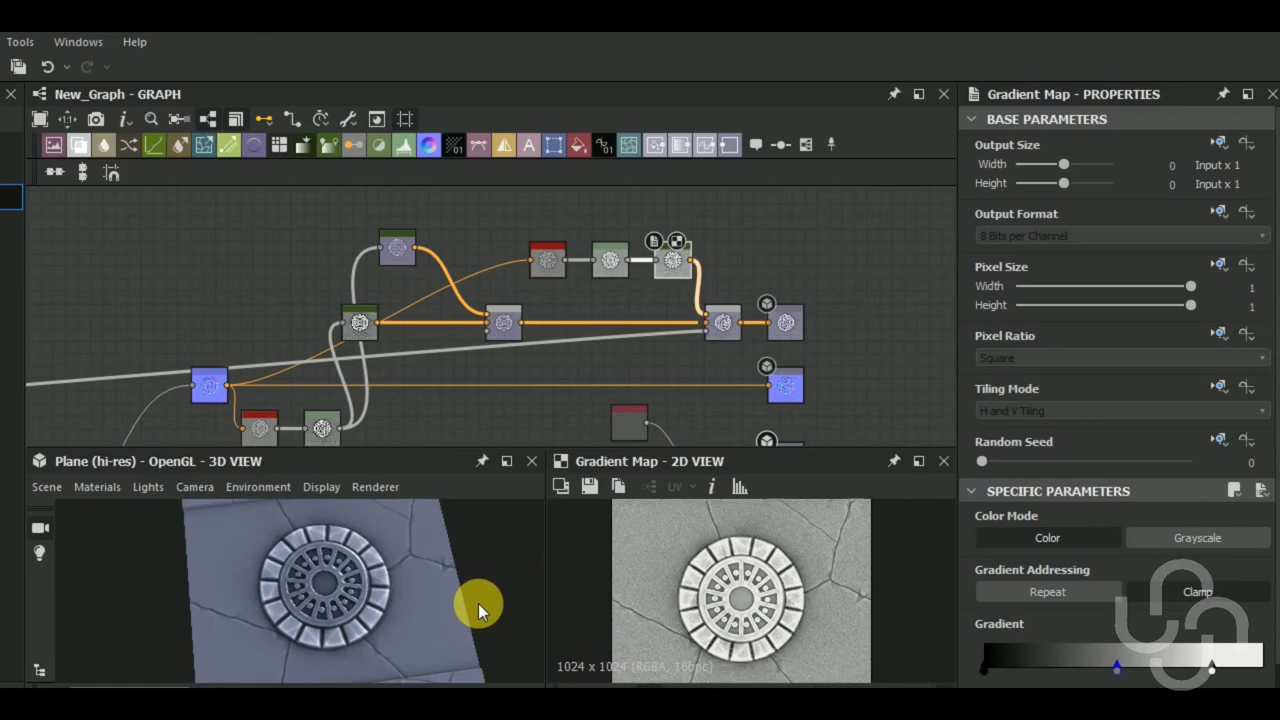 Tools Windows Help
New_Graph - GRAPH
Gradient Map - PROPERTIES
BASE PARAMETERS
Output Size
Width 0 Input x 1
Height 0 Input x 1
Output Format
8 Bits per Channel
Pixel Size
Width 1
Height 1
Pixel Ratio
Square
Tiling Mode
H and V Tiling
Random Seed
0
Plane (hi-res) - OpenGL - 3D VIEW
Scene Materials Lights Camera Environment Display Renderer
Gradient Map - 2D VIEW
UV
1024 x 1024 (RGBA, 16bpc)
SPECIFIC PARAMETERS
Color Mode
Color Grayscale
Gradient Addressing
Repeat Clamp
Gradient